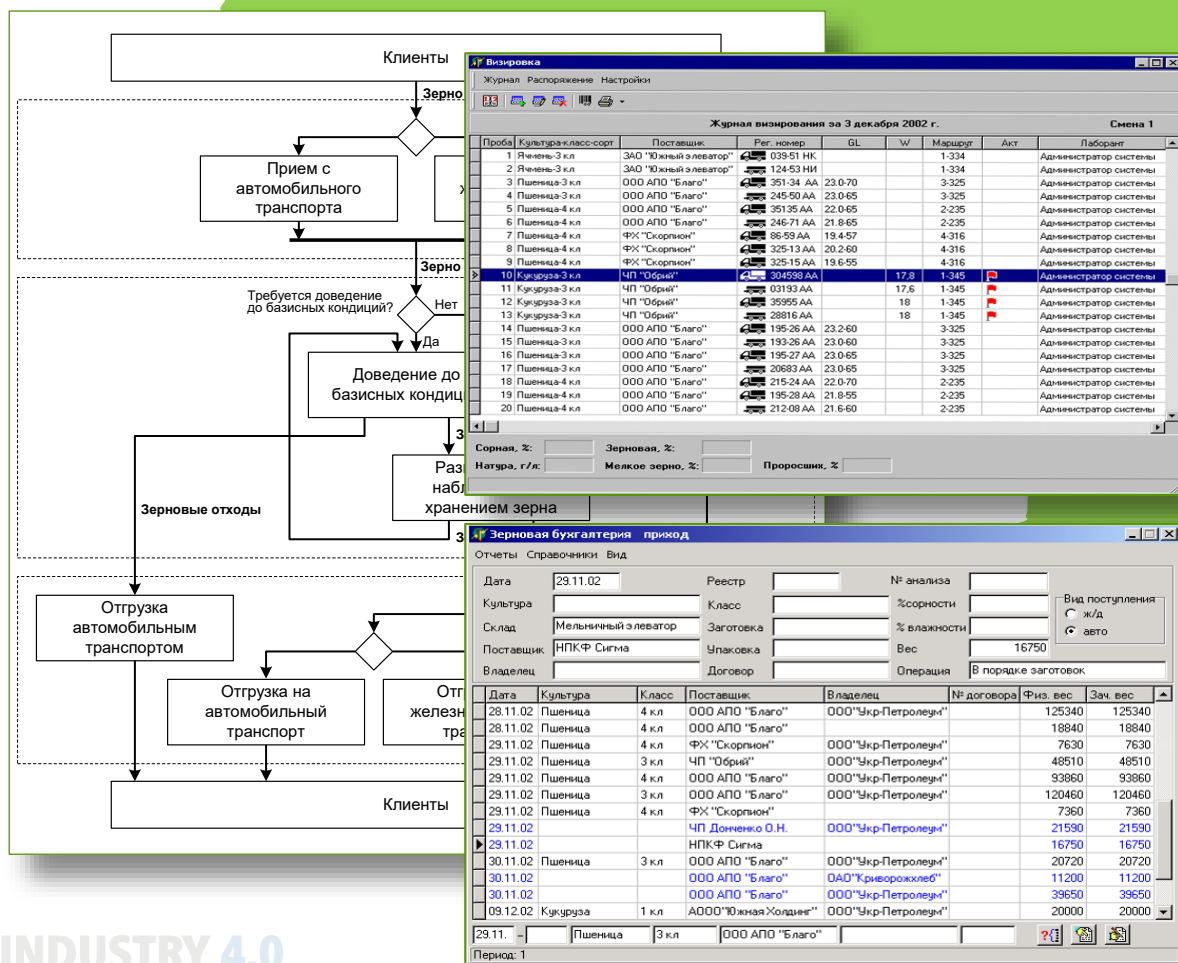 Клиенты
Зерно
Прием с
автомобильного
транспорта
Зерно
Требуется доведение
до базисных кондиций?
Нет
Да
Доведение до
базисных
Зерновые отходы
хранением зерна
Отгрузка
автомобильным
транспортом
Отгрузка на
автомобильный
транспорт
Клиенты
INDUSTRY 4.0
Визировка
Журнал Распоряжение Настройки
Журнал визирования за 3 декабря 2002 г. Смена 1
Проба Культура-класс-сорт Поставщик Рег. номер GL W Маршрут Акт Лаборант
1 Ячмень-3 кл ЗАО "Южный элеватор" 039-51 НК 1-334 Администратор системы
2 Ячмень-3 кл ЗАО "Южный элеватор" 124-53 НИ 1-334 Администратор системы
3 Пшеница-3 кл ООО АПО "Благо" 351-34 АА 23.0-70 3-325 Администратор системы
4 Пшеница-3 кл ООО АПО "Благо" 245-50 АА 23.0-65 3-325 Администратор системы
5 Пшеница-4 кл ООО АПО "Благо" 35135 АА 22.0-65 2-235 Администратор системы
6 Пшеница-4 кл ООО АПО "Благо" 246-71 АА 21.8-65 2-235 Администратор системы
7 Пшеница-4 кл ФХ "Скорпион" 86-59 АА 19.4-57 4-316 Администратор системы
8 Пшеница-4 кл ФХ "Скорпион" 325-13 АА 20.2-60 4-316 Администратор системы
9 Пшеница-4 кл ФХ "Скорпион" 325-15 АА 19.6-55 4-316 Администратор системы
10 Кукуруза-3 кл ЧП "Обрий" 304598 АА 17,8 1-345 Администратор системы
11 Кукуруза-3 кл ЧП "Обрий" 03193 АА 17,6 1-345 Администратор системы
12 Кукуруза-3 кл ЧП "Обрий" 35955 АА 18 1-345 Администратор системы
13 Кукуруза-3 кл ЧП "Обрий" 28816 АА 18 1-345 Администратор системы
14 Пшеница-3 кл ООО АПО "Благо" 195-26 АА 23.2-60 3-325 Администратор системы
15 Пшеница-3 кл ООО АПО "Благо" 193-26 АА 23.0-60 3-325 Администратор системы
16 Пшеница-3 кл ООО АПО "Благо" 195-27 АА 23.0-65 3-325 Администратор системы
17 Пшеница-3 кл ООО АПО "Благо" 20683 АА 23.0-65 3-325 Администратор системы
18 Пшеница-4 кл ООО АПО "Благо" 215-24 АА 22.0-70 2-235 Администратор системы
19 Пшеница-4 кл ООО АПО "Благо" 195-28 АА 21.8-55 2-235 Администратор системы
20 Пшеница-4 кл ООО АПО "Благо" 212-08 АА 21.6-60 2-235 Администратор системы
Сорная, %: Зерновая, %:
Натура, г/л: Мелкое зерно, %: Проросших, %
Зерновая бухгалтерия приход
Отчеты Справочники Вид
Дата 29.11.02 Реестр № анализа
Культура Класс %сорности Вид поступления
ж/д
Склад Мельничный элеватор Заготовка % влажности авто
Поставщик НПКФ Сигма Упаковка Вес 16750
Владелец Договор Операция В порядке заготовок
Дата Культура Класс Поставщик Владелец № договора Физ. вес Зач. вес
28.11.02 Пшеница 4 кл ООО АПО "Благо" ООО"Укр-Петролеум" 125340 125340
28.11.02 Пшеница 4 кл ООО АПО "Благо" 18840 18840
29.11.02 Пшеница 4 кл ФХ "Скорпион" ООО"Укр-Петролеум" 7630 7630
29.11.02 Пшеница 3 кл ЧП "Обрий" ООО"Укр-Петролеум" 48510 48510
29.11.02 Пшеница 4 кл ООО АПО "Благо" ООО"Укр-Петролеум" 93860 93860
29.11.02 Пшеница 3 кл ООО АПО "Благо" ООО"Укр-Петролеум" 120460 120460
29.11.02 Пшеница 4 кл ФХ "Скорпион" 7360 7360
29.11.02 ЧП Донченко О.Н. ООО"Укр-Петролеум" 21590 21590
29.11.02 НПКФ Сигма 16750 16750
30.11.02 Пшеница 3 кл ООО АПО "Благо" ООО"Укр-Петролеум" 20720 20720
30.11.02 ООО АПО "Благо" ОАО"Криворожхлеб" 11200 11200
30.11.02 ООО АПО "Благо" ООО"Укр-Петролеум" 39650 39650
09.12.02 Кукуруза 1 кл АООО"Южная Холдинг" ООО"Укр-Петролеум" 20000 20000
29.11. – Пшеница 3 кл ООО АПО "Благо"
Период: 1